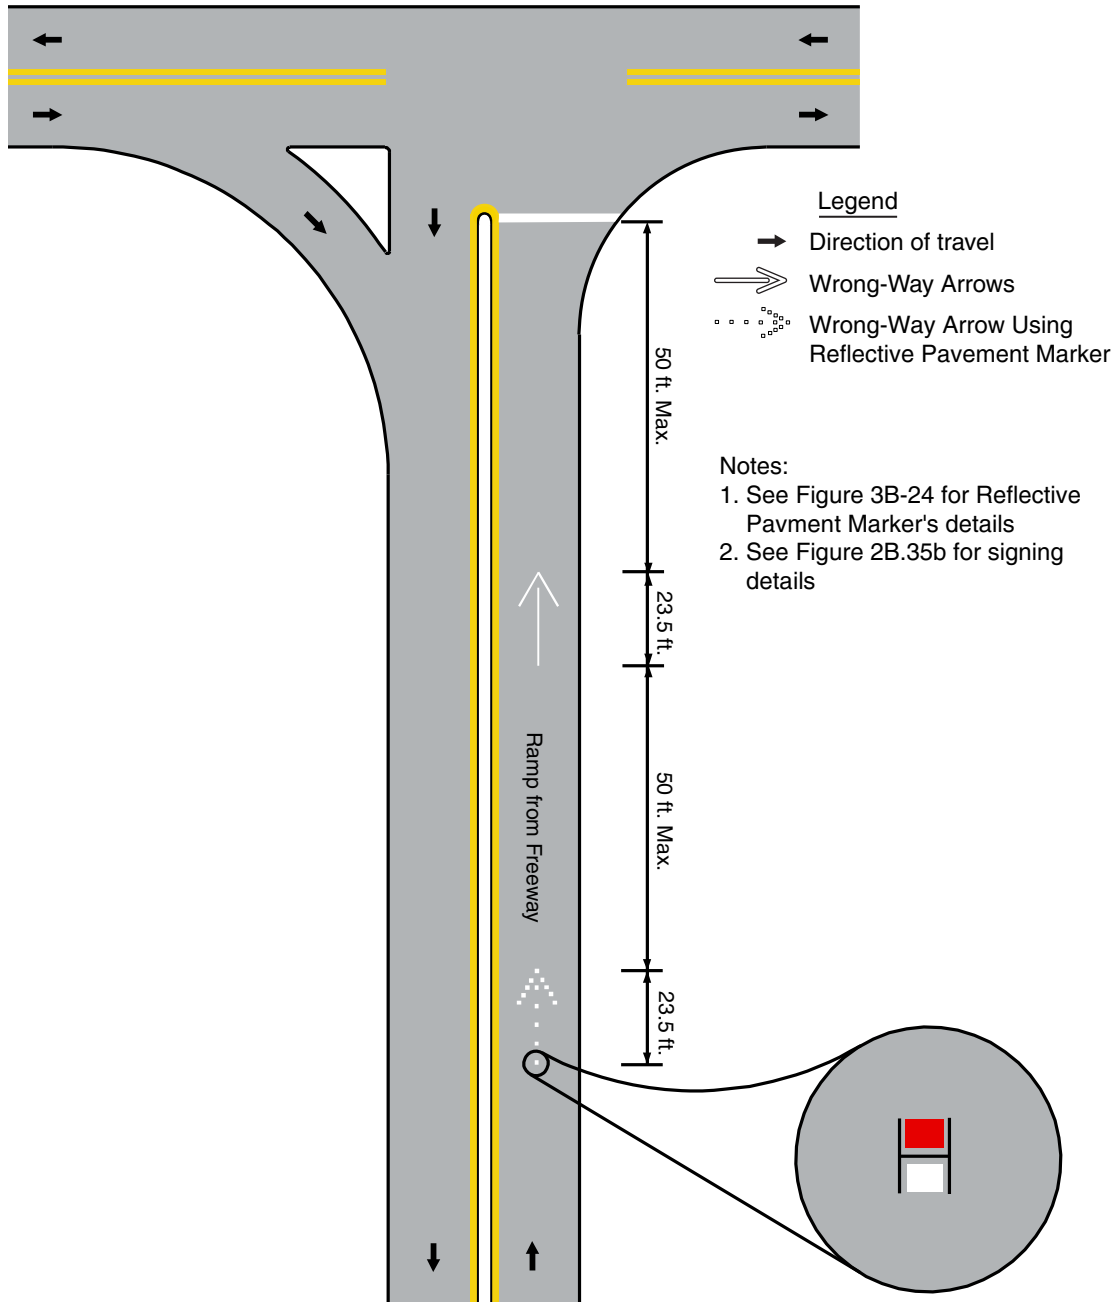 Legend
Direction of travel
Wrong-Way Arrows
Wrong-Way Arrow Using
Reflective Pavement Marker
50 ft. Max.
Notes:
1. See Figure 3B-24 for Reflective
Pavment Marker's details
2. See Figure 2B.35b for signing
details
23.5 ft.
Ramp from Freeway
50 ft. Max.
23.5 ft.